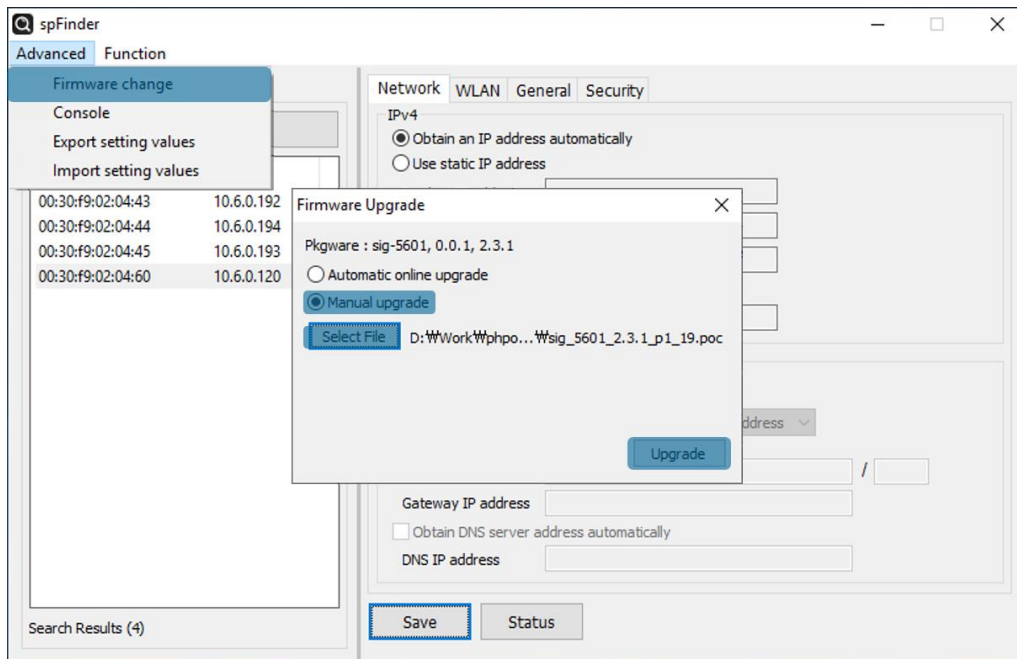 spFinder
Advanced Function
Firmware change
Console
Export setting values
Import setting values
00:30:f9:02:04:43 10.6.0.192
00:30:f9:02:04:44 10.6.0.194
00:30:f9:02:04:45 10.6.0.193
00:30:f9:02:04:60 10.6.0.120
Search Results (4)
Network WLAN General Security
IPv4
Obtain an IP address automatically
Use static IP address
Firmware Upgrade
Pkgware : sig-5601, 0.0.1, 2.3.1
Automatic online upgrade
Manual upgrade
Select File D:₩Work₩phpo...₩sig_5601_2.3.1_p1_19.poc
Upgrade
ddress
/
Gateway IP address
Obtain DNS server address automatically
DNS IP address
Save Status